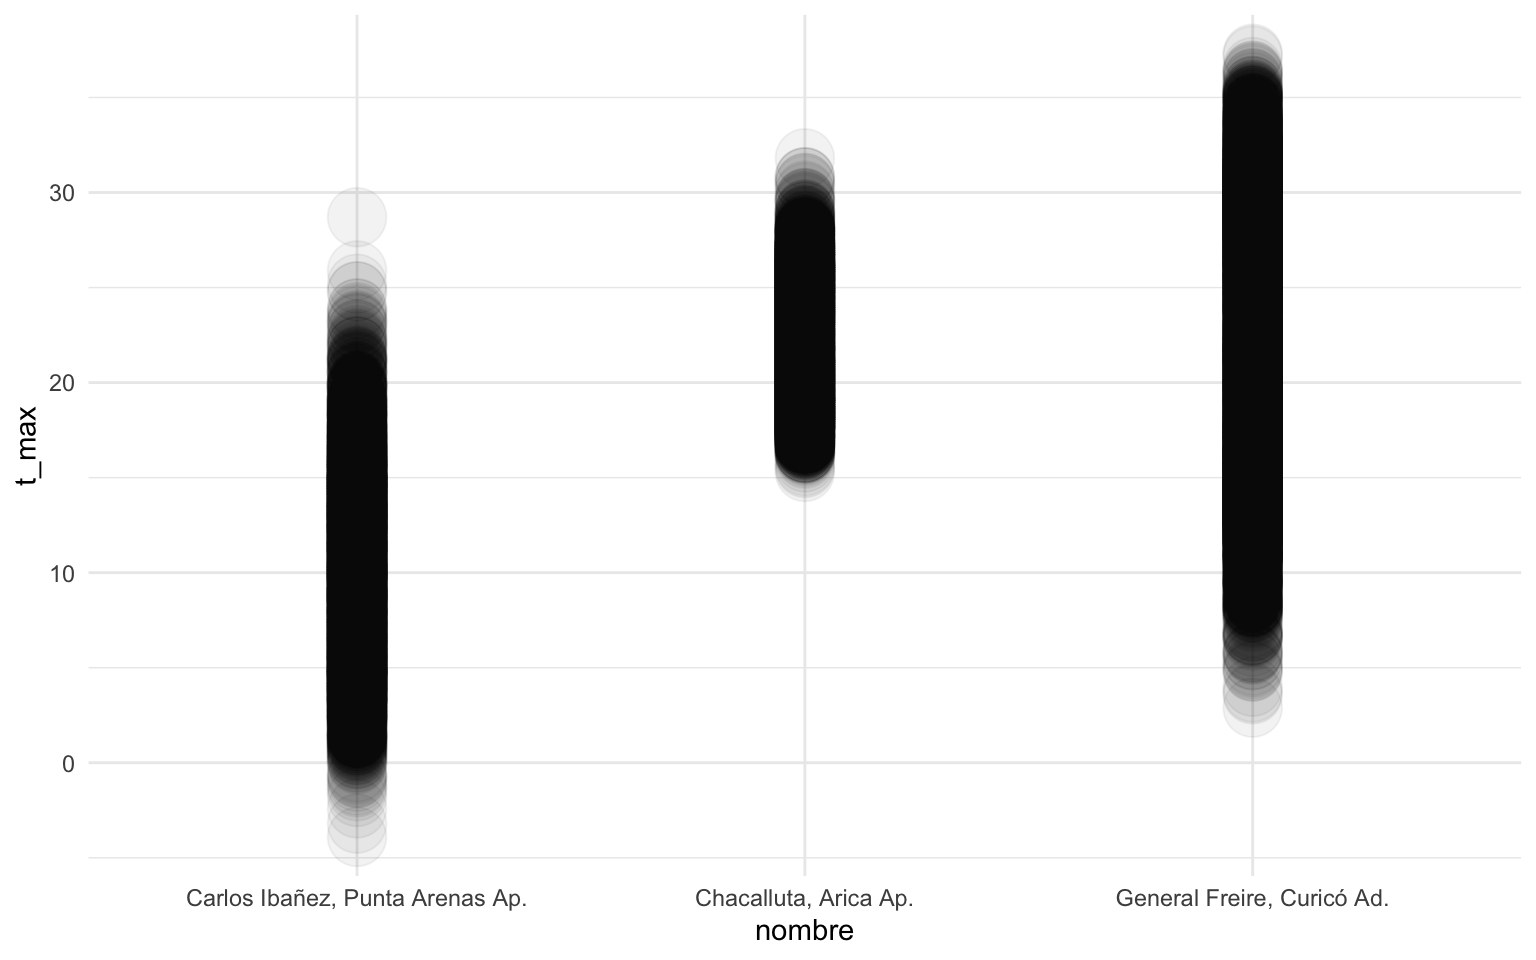 t_max
30
20
10
0
Carlos Ibañez, Punta Arenas Ap.
Chacalluta, Arica Ap.
General Freire, Curicó Ad.
nombre